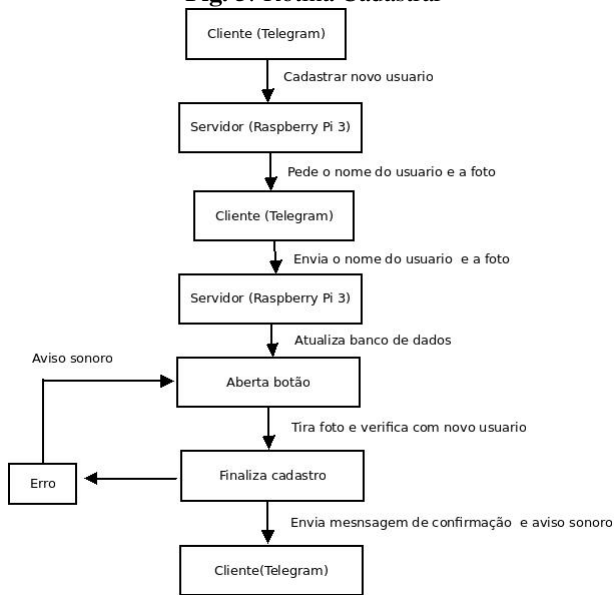 Cliente (Telegram)
Cadastrar novo usuario
Servidor (Raspberry Pi 3)
Pede o nome do usuario e a foto
Cliente (Telegram)
Envia o nome do usuario e a foto
Servidor (Raspberry Pi 3)
Atualiza banco de dados
Aviso sonoro
Aberta botão
Tira foto e verifica com novo usuario
Finaliza cadastro
Erro
Envia mesnsagem de confirmação e aviso sonoro
Cliente(Telegram)